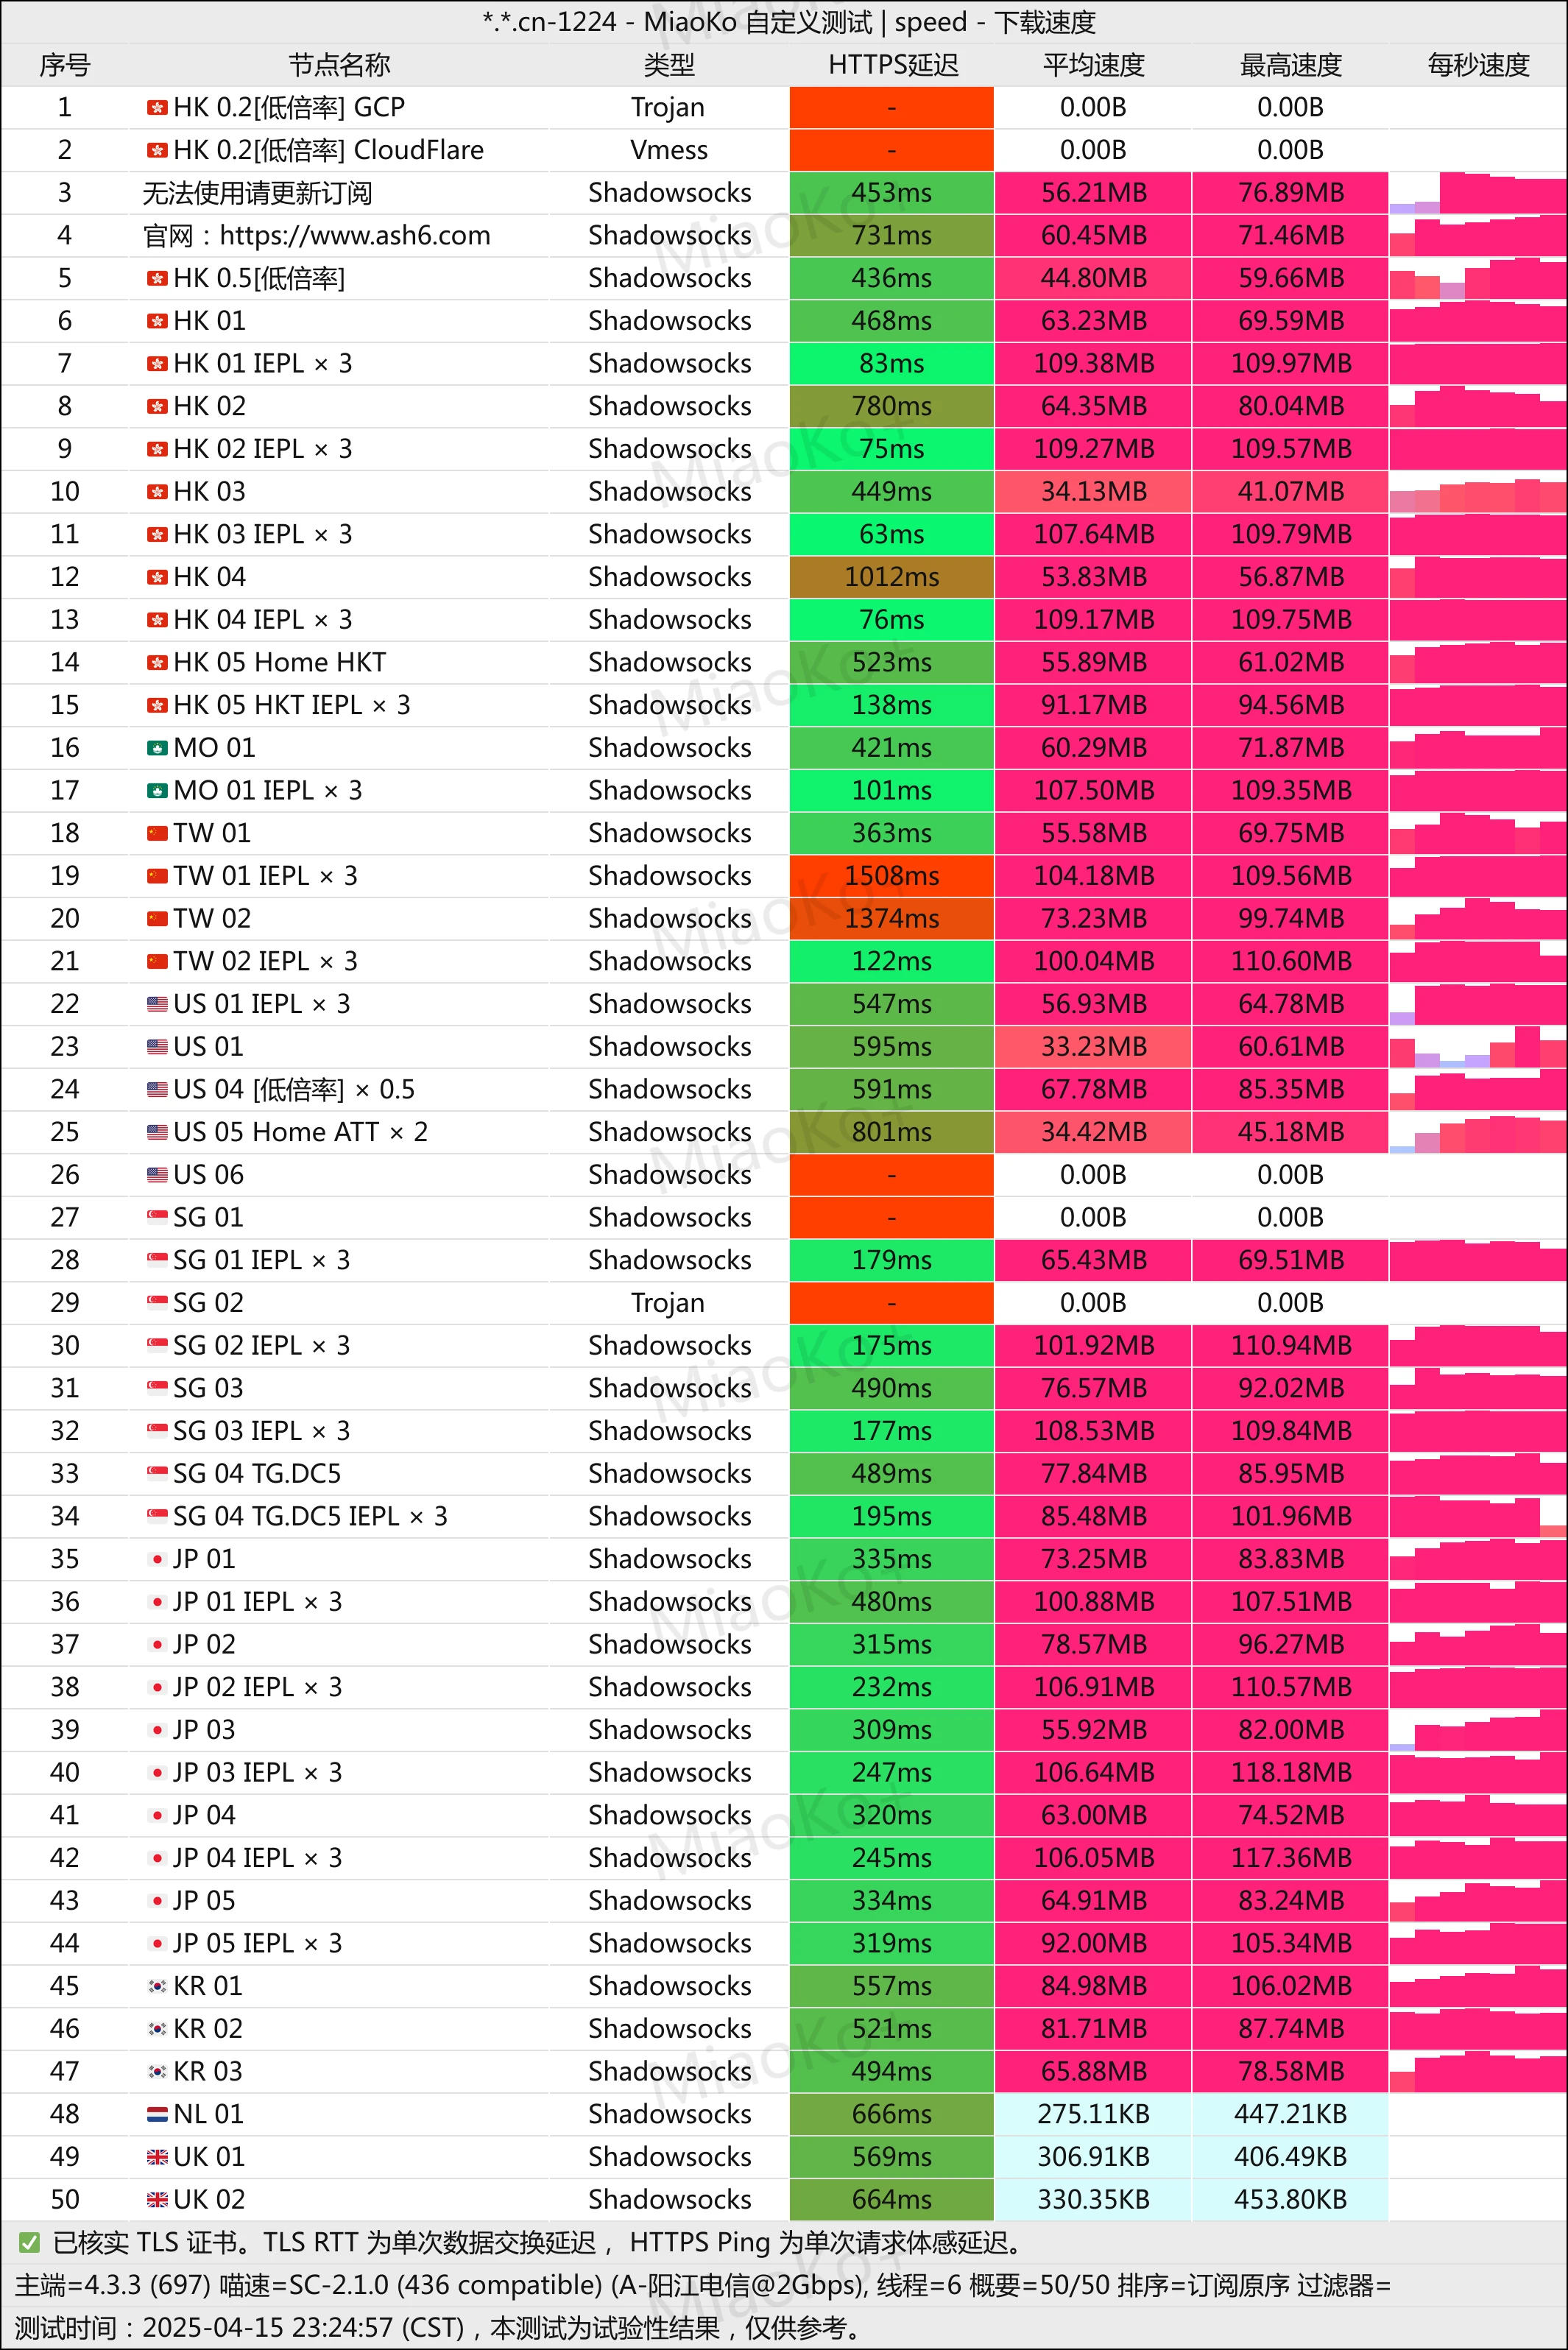 *.*.cn-1224 - MiaoKo 自定义测试 | speed - 下载速度
序号 节点名称 类型 HTTPS延迟 平均速度 最高速度 每秒速度
1 HK 0.2[低倍率] GCP Trojan - 0.00B 0.00B
2 HK 0.2[低倍率] CloudFlare Vmess - 0.00B 0.00B
3 无法使用请更新订阅 Shadowsocks 453ms 56.21MB 76.89MB
4 官网：https://www.ash6.com Shadowsocks 731ms 60.45MB 71.46MB
5 HK 0.5[低倍率] Shadowsocks 436ms 44.80MB 59.66MB
6 HK 01 Shadowsocks 468ms 63.23MB 69.59MB
7 HK 01 IEPL × 3 Shadowsocks 83ms 109.38MB 109.97MB
8 HK 02 Shadowsocks 780ms 64.35MB 80.04MB
9 HK 02 IEPL × 3 Shadowsocks 75ms 109.27MB 109.57MB
10 HK 03 Shadowsocks 449ms 34.13MB 41.07MB
11 HK 03 IEPL × 3 Shadowsocks 63ms 107.64MB 109.79MB
12 HK 04 Shadowsocks 1012ms 53.83MB 56.87MB
13 HK 04 IEPL × 3 Shadowsocks 76ms 109.17MB 109.75MB
14 HK 05 Home HKT Shadowsocks 523ms 55.89MB 61.02MB
15 HK 05 HKT IEPL × 3 Shadowsocks 138ms 91.17MB 94.56MB
16 MO 01 Shadowsocks 421ms 60.29MB 71.87MB
17 MO 01 IEPL × 3 Shadowsocks 101ms 107.50MB 109.35MB
18 TW 01 Shadowsocks 363ms 55.58MB 69.75MB
19 TW 01 IEPL × 3 Shadowsocks 1508ms 104.18MB 109.56MB
20 TW 02 Shadowsocks 1374ms 73.23MB 99.74MB
21 TW 02 IEPL × 3 Shadowsocks 122ms 100.04MB 110.60MB
22 US 01 IEPL × 3 Shadowsocks 547ms 56.93MB 64.78MB
23 US 01 Shadowsocks 595ms 33.23MB 60.61MB
24 US 04 [低倍率] × 0.5 Shadowsocks 591ms 67.78MB 85.35MB
25 US 05 Home ATT × 2 Shadowsocks 801ms 34.42MB 45.18MB
26 US 06 Shadowsocks - 0.00B 0.00B
27 SG 01 Shadowsocks - 0.00B 0.00B
28 SG 01 IEPL × 3 Shadowsocks 179ms 65.43MB 69.51MB
29 SG 02 Trojan - 0.00B 0.00B
30 SG 02 IEPL × 3 Shadowsocks 175ms 101.92MB 110.94MB
31 SG 03 Shadowsocks 490ms 76.57MB 92.02MB
32 SG 03 IEPL × 3 Shadowsocks 177ms 108.53MB 109.84MB
33 SG 04 TG.DC5 Shadowsocks 489ms 77.84MB 85.95MB
34 SG 04 TG.DC5 IEPL × 3 Shadowsocks 195ms 85.48MB 101.96MB
35 JP 01 Shadowsocks 335ms 73.25MB 83.83MB
36 JP 01 IEPL × 3 Shadowsocks 480ms 100.88MB 107.51MB
37 JP 02 Shadowsocks 315ms 78.57MB 96.27MB
38 JP 02 IEPL × 3 Shadowsocks 232ms 106.91MB 110.57MB
39 JP 03 Shadowsocks 309ms 55.92MB 82.00MB
40 JP 03 IEPL × 3 Shadowsocks 247ms 106.64MB 118.18MB
41 JP 04 Shadowsocks 320ms 63.00MB 74.52MB
42 JP 04 IEPL × 3 Shadowsocks 245ms 106.05MB 117.36MB
43 JP 05 Shadowsocks 334ms 64.91MB 83.24MB
44 JP 05 IEPL × 3 Shadowsocks 319ms 92.00MB 105.34MB
45 KR 01 Shadowsocks 557ms 84.98MB 106.02MB
46 KR 02 Shadowsocks 521ms 81.71MB 87.74MB
47 KR 03 Shadowsocks 494ms 65.88MB 78.58MB
48 NL 01 Shadowsocks 666ms 275.11KB 447.21KB
49 UK 01 Shadowsocks 569ms 306.91KB 406.49KB
50 UK 02 Shadowsocks 664ms 330.35KB 453.80KB
✅ 已核实 TLS 证书。TLS RTT 为单次数据交换延迟，HTTPS Ping 为单次请求体感延迟。
主端=4.3.3 (697) 喵速=SC-2.1.0 (436 compatible) (A-阳江电信@2Gbps), 线程=6 概要=50/50 排序=订阅原序 过滤器=
测试时间：2025-04-15 23:24:57 (CST)，本测试为试验性结果，仅供参考。